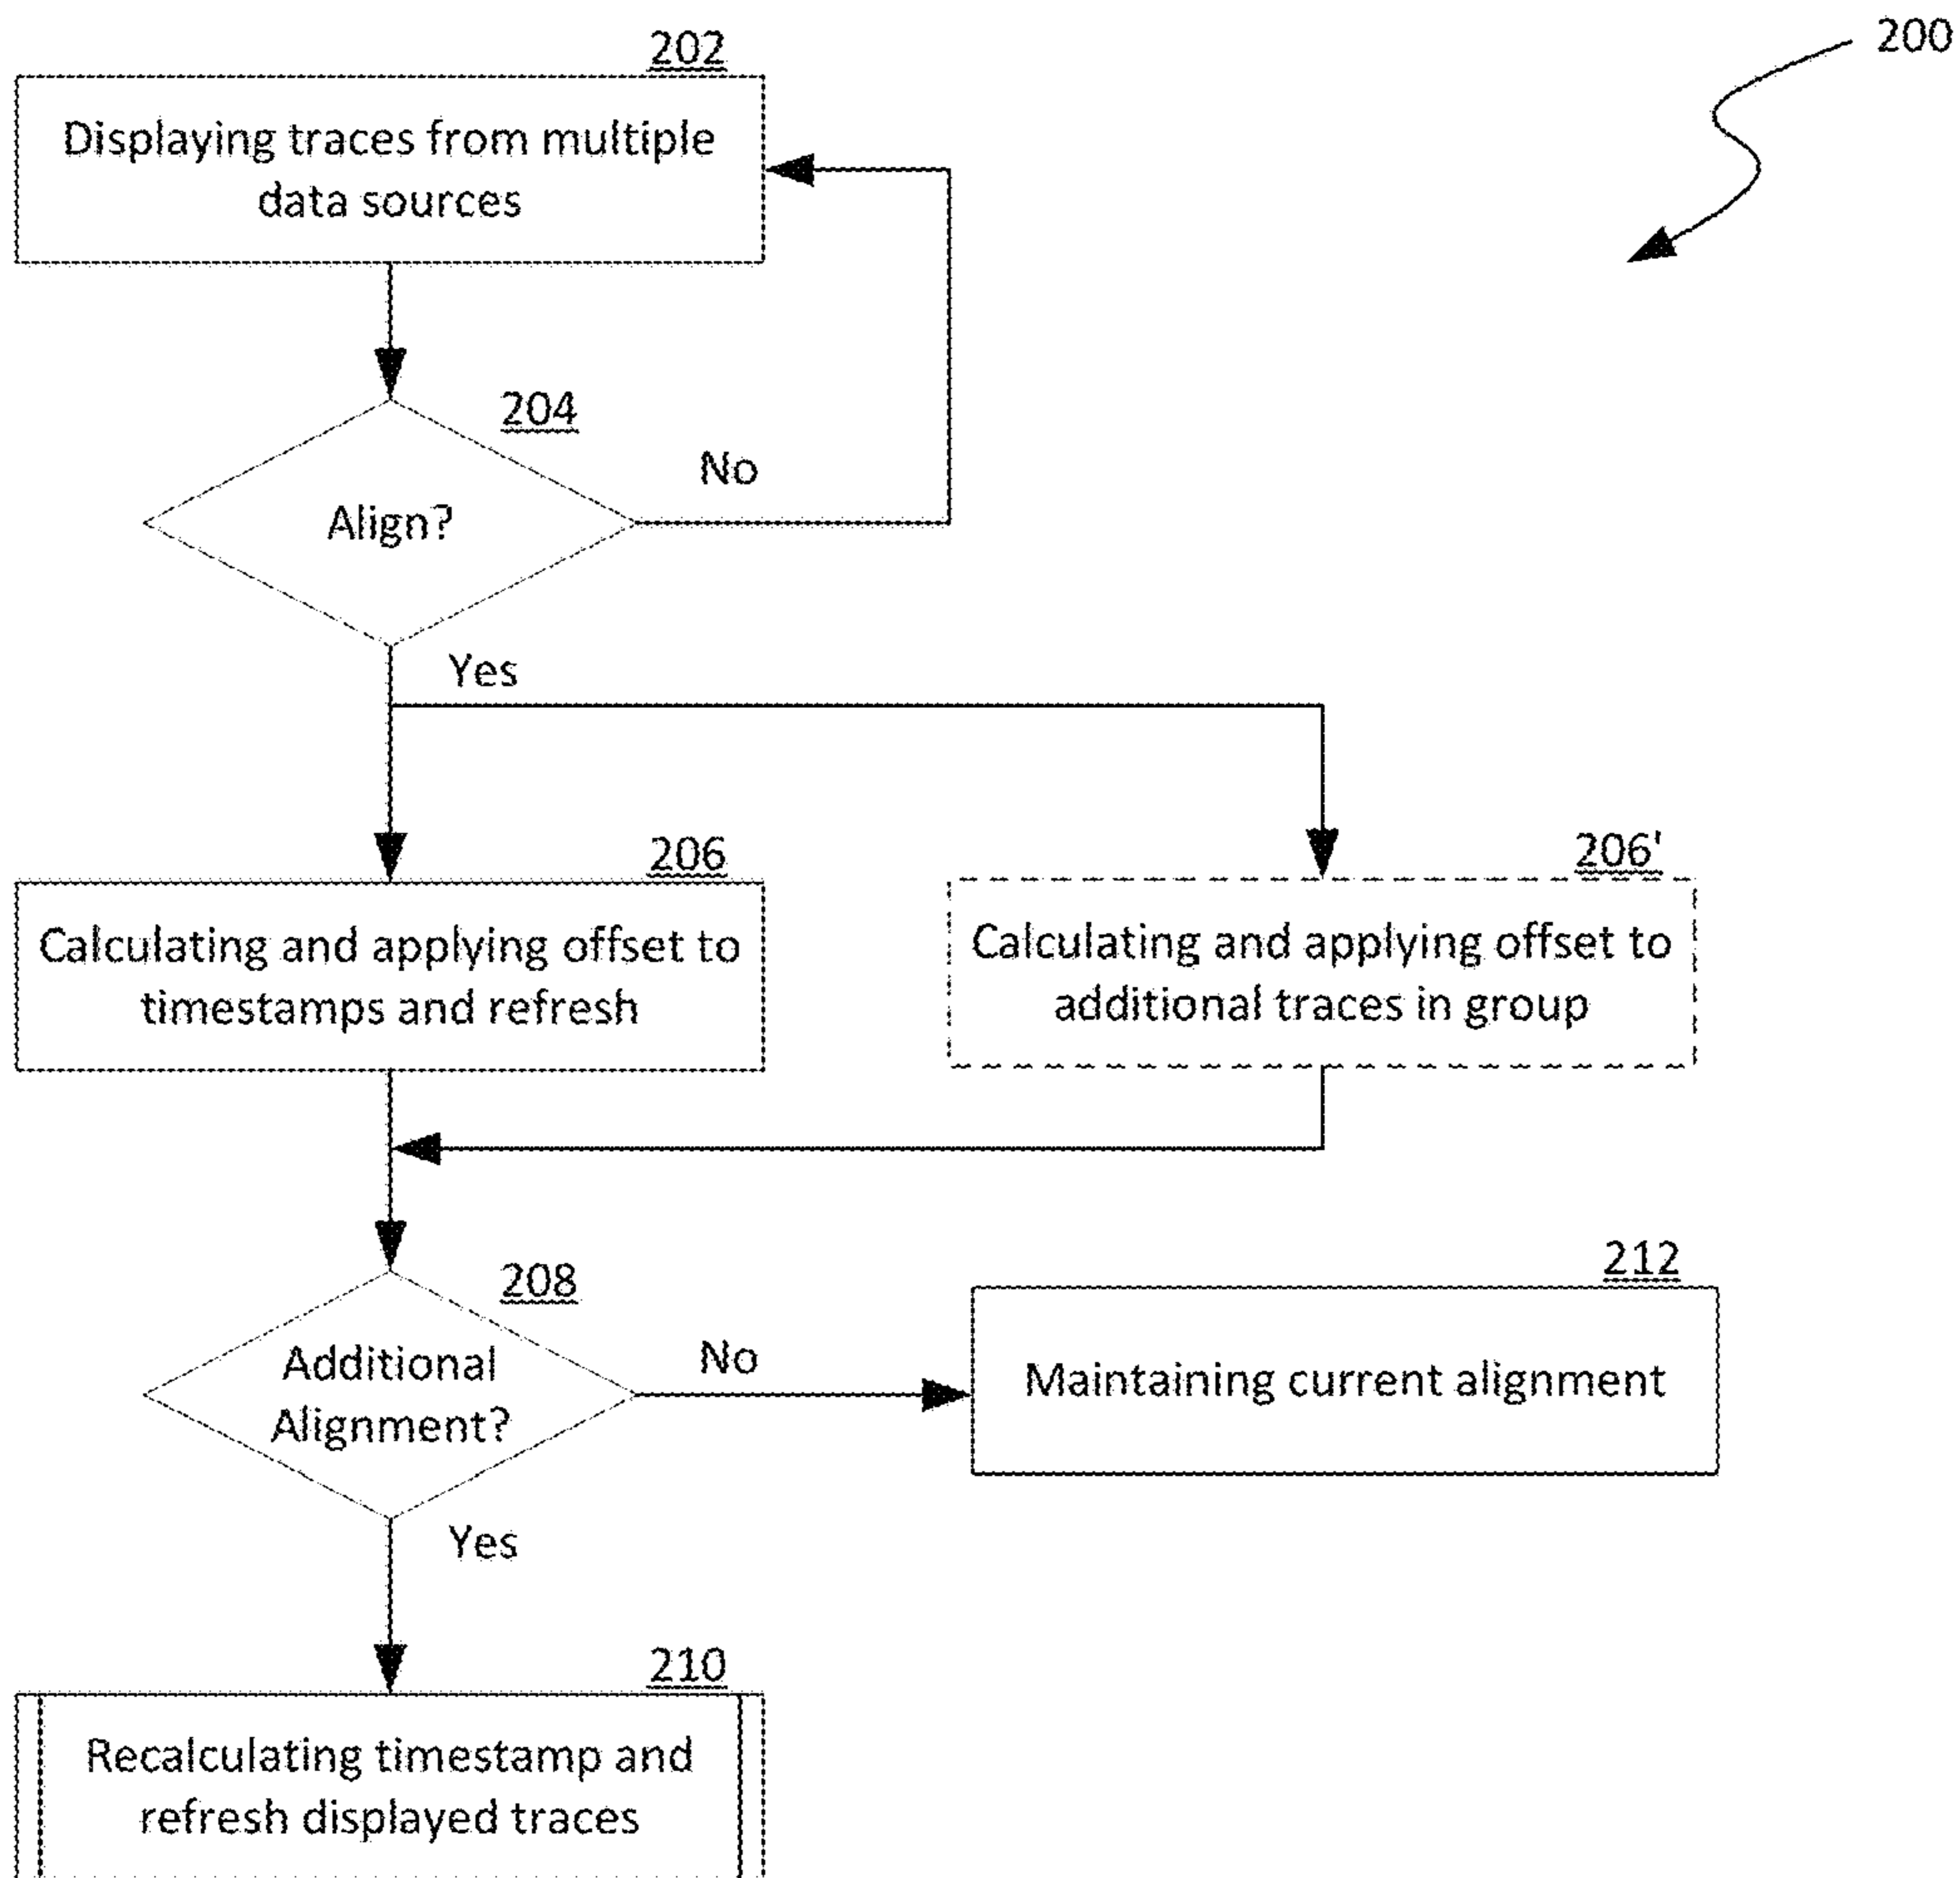 200
202
Displaying traces from multiple
data sources
204
Align?
No
Yes
206
Calculating and applying offset to
timestamps and refresh
206'
Calculating and applying offset to
additional traces in group
208
Additional
Alignment?
No
212
Maintaining current alignment
Yes
210
Recalculating timestamp and
refresh displayed traces